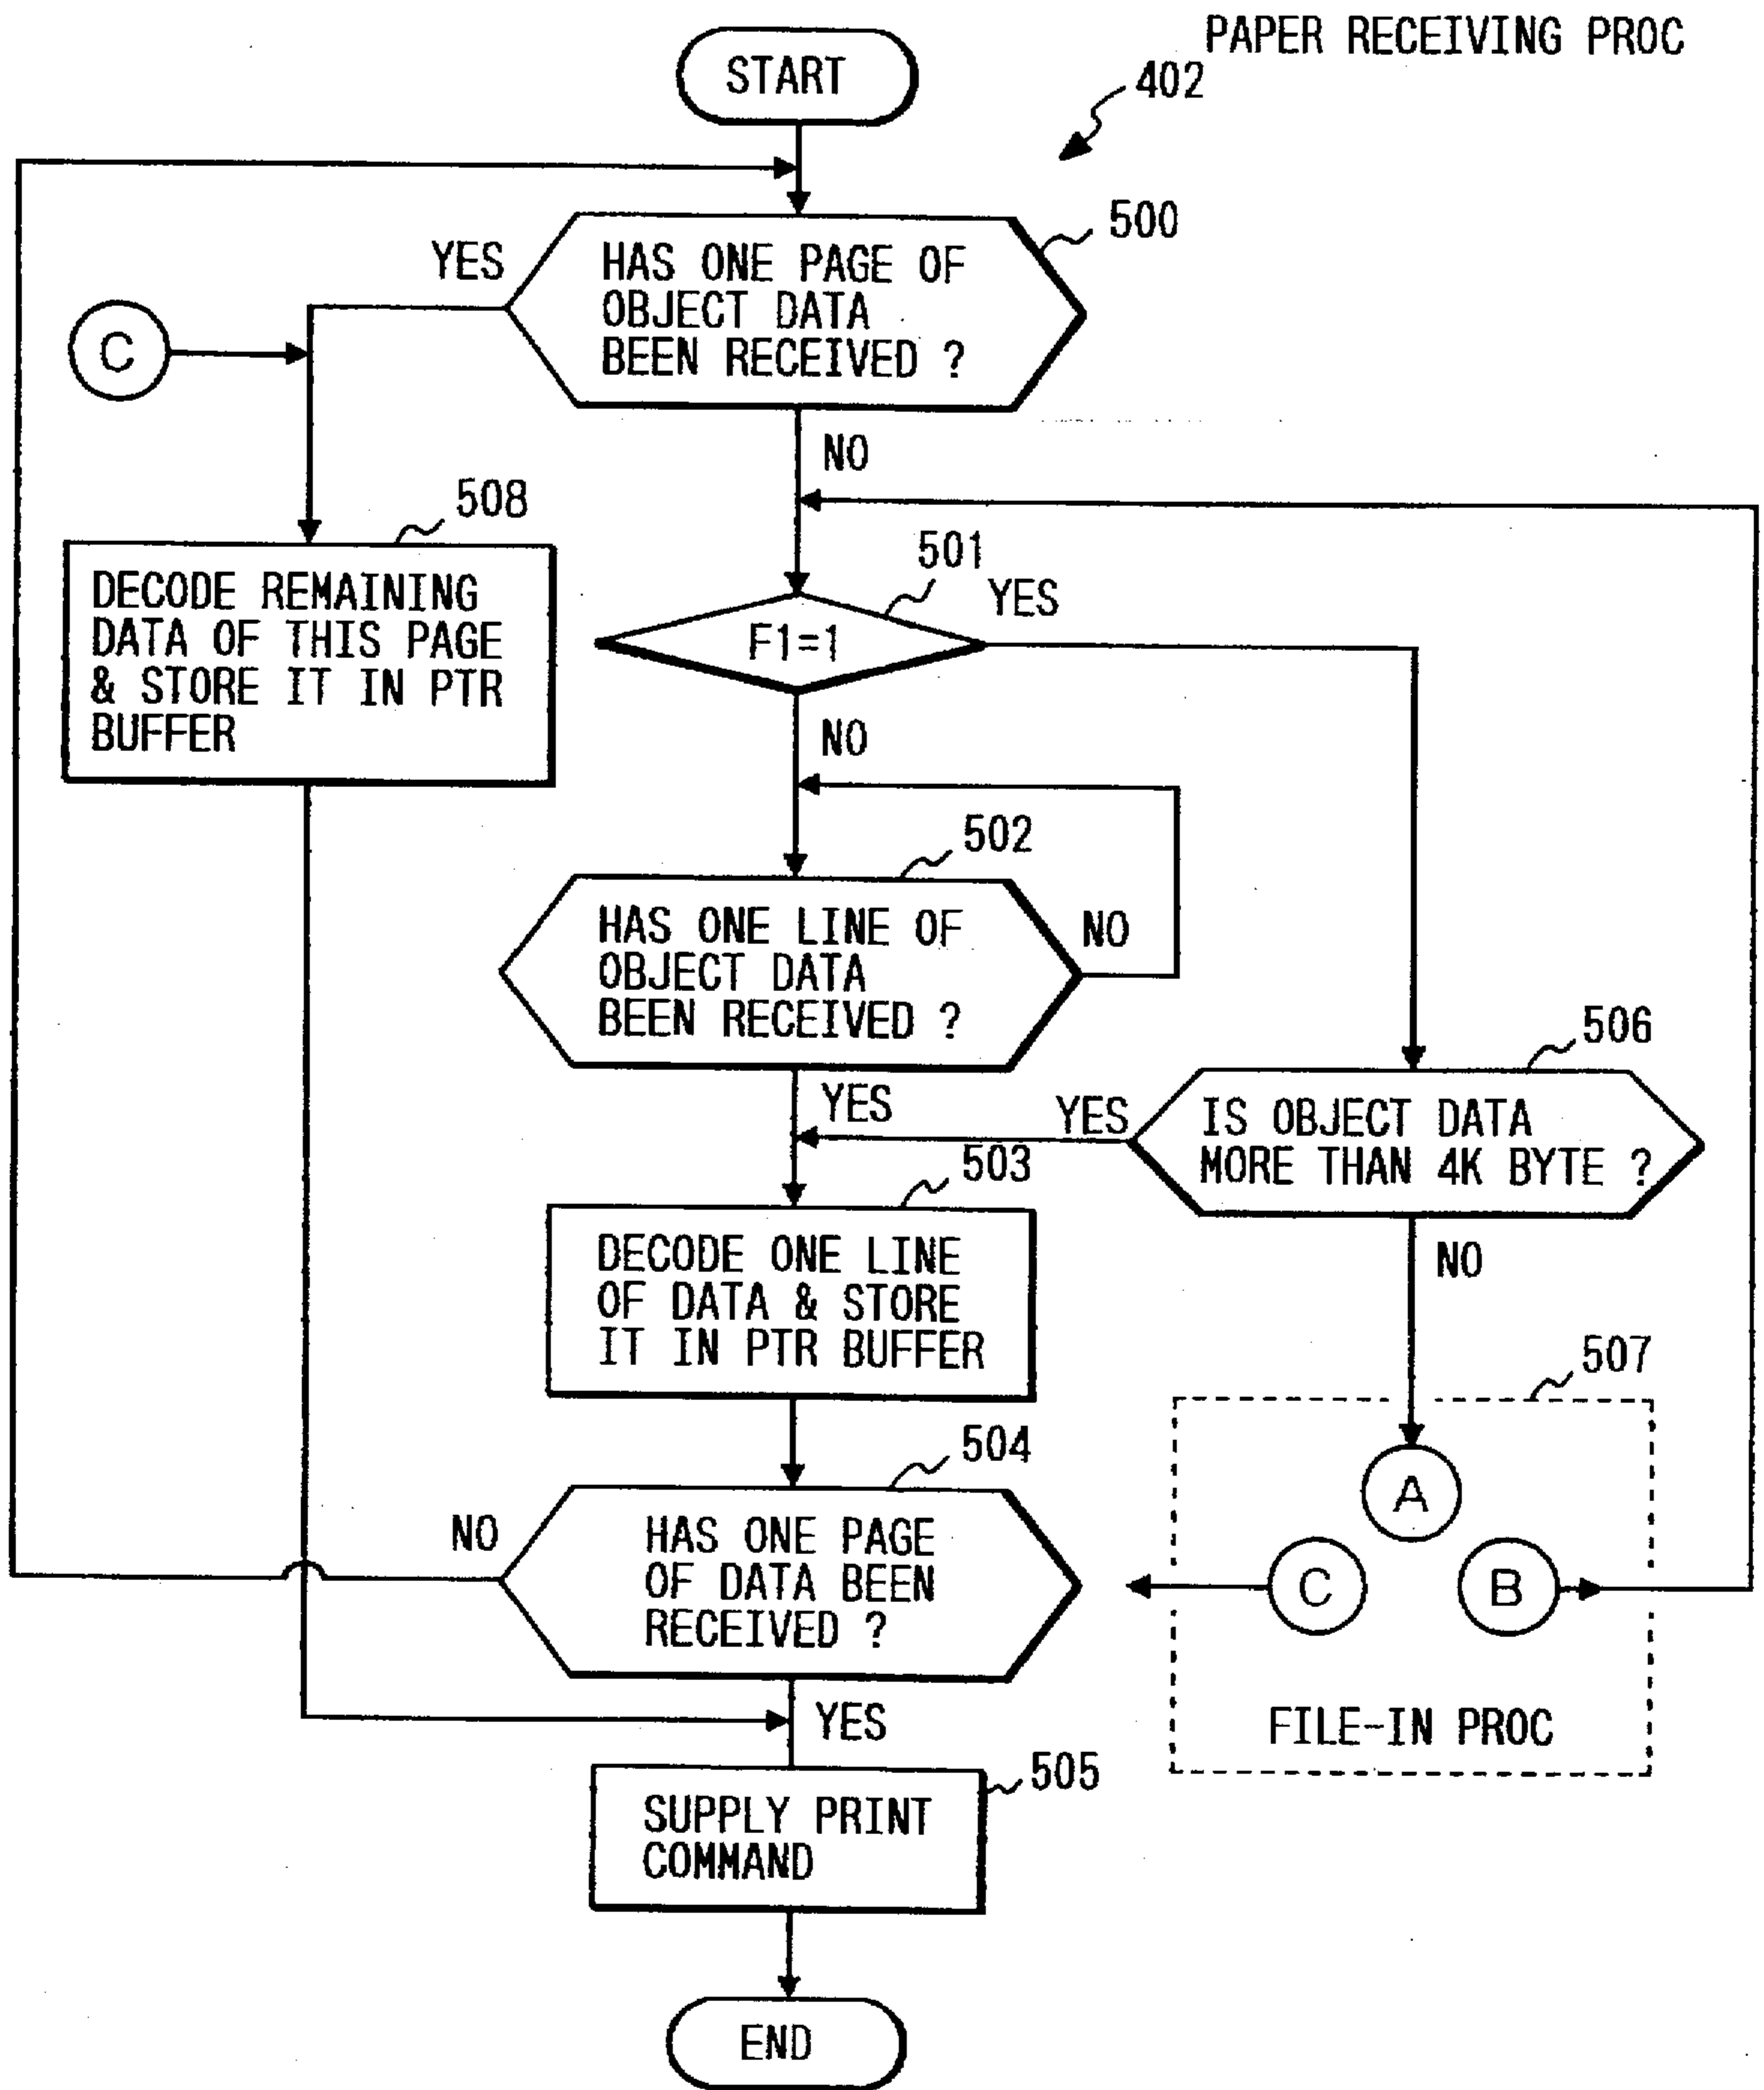 PAPER RECEIVING PROC
START
402
500
YES
HAS ONE PAGE OF
OBJECT DATA
BEEN RECEIVED ?
C
NO
508
501
YES
DECODE REMAINING
DATA OF THIS PAGE
& STORE IT IN PTR
BUFFER
F1=1
NO
502
HAS ONE LINE OF
OBJECT DATA
BEEN RECEIVED ?
NO
506
YES
YES
IS OBJECT DATA
MORE THAN 4K BYTE ?
503
DECODE ONE LINE
OF DATA & STORE
IT IN PTR BUFFER
NO
507
504
A
NO
HAS ONE PAGE
OF DATA BEEN
RECEIVED ?
C
B
YES
FILE-IN PROC
505
SUPPLY PRINT
COMMAND
END